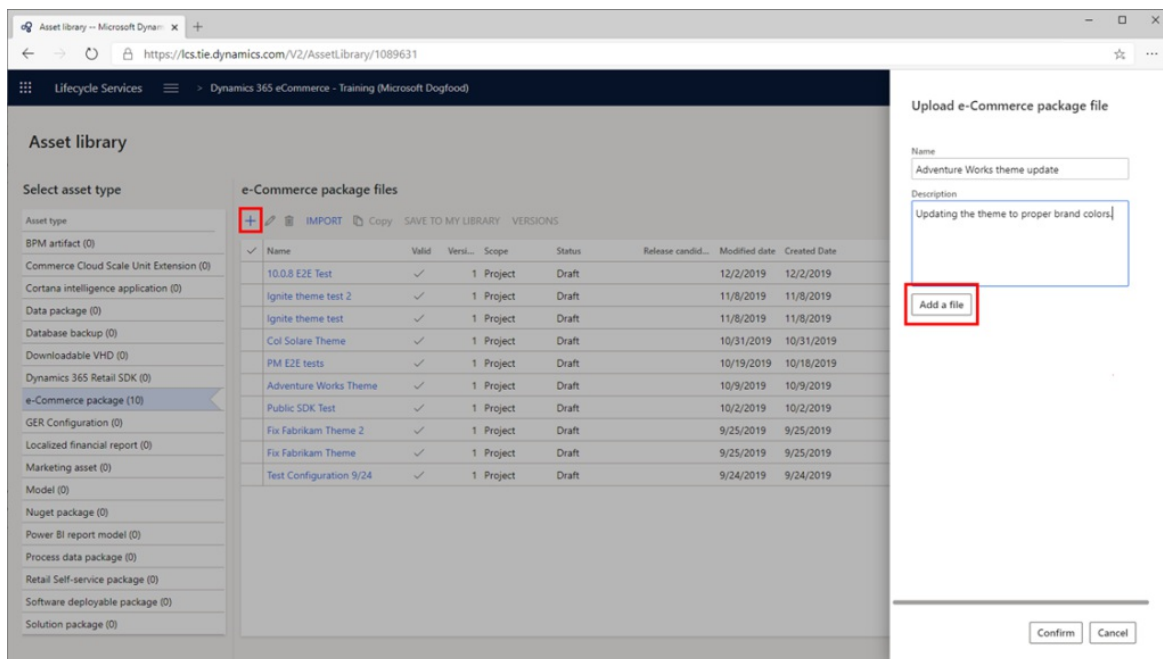 Asset library -- Microsoft Dynam
https://lcs.tie.dynamics.com/V2/AssetLibrary/1089631
Lifecycle Services > Dynamics 365 eCommerce - Training (Microsoft Dogfood)
Asset library
Select asset type
Asset type
BPM artifact (0)
Commerce Cloud Scale Unit Extension (0)
Cortana intelligence application (0)
Data package (0)
Database backup (0)
Downloadable VHD (0)
Dynamics 365 Retail SDK (0)
e-Commerce package (10)
GER Configuration (0)
Localized financial report (0)
Marketing asset (0)
Model (0)
Nuget package (0)
Power BI report model (0)
Process data package (0)
Retail Self-service package (0)
Software deployable package (0)
Solution package (0)
e-Commerce package files
IMPORT Copy SAVE TO MY LIBRARY VERSIONS
Name Valid Versi... Scope Status Release candid... Modified date Created Date
10.0.8 E2E Test 1 Project Draft 12/2/2019 12/2/2019
Ignite theme test 2 1 Project Draft 11/8/2019 11/8/2019
Ignite theme test 1 Project Draft 11/8/2019 11/8/2019
Col Solare Theme 1 Project Draft 10/31/2019 10/31/2019
PM E2E tests 1 Project Draft 10/19/2019 10/18/2019
Adventure Works Theme 1 Project Draft 10/9/2019 10/9/2019
Public SDK Test 1 Project Draft 10/2/2019 10/2/2019
Fix Fabrikam Theme 2 1 Project Draft 9/25/2019 9/25/2019
Fix Fabrikam Theme 1 Project Draft 9/25/2019 9/25/2019
Test Configuration 9/24 1 Project Draft 9/24/2019 9/24/2019
Upload e-Commerce package file
Name
Adventure Works theme update
Description
Updating the theme to proper brand colors.
Add a file
Confirm Cancel